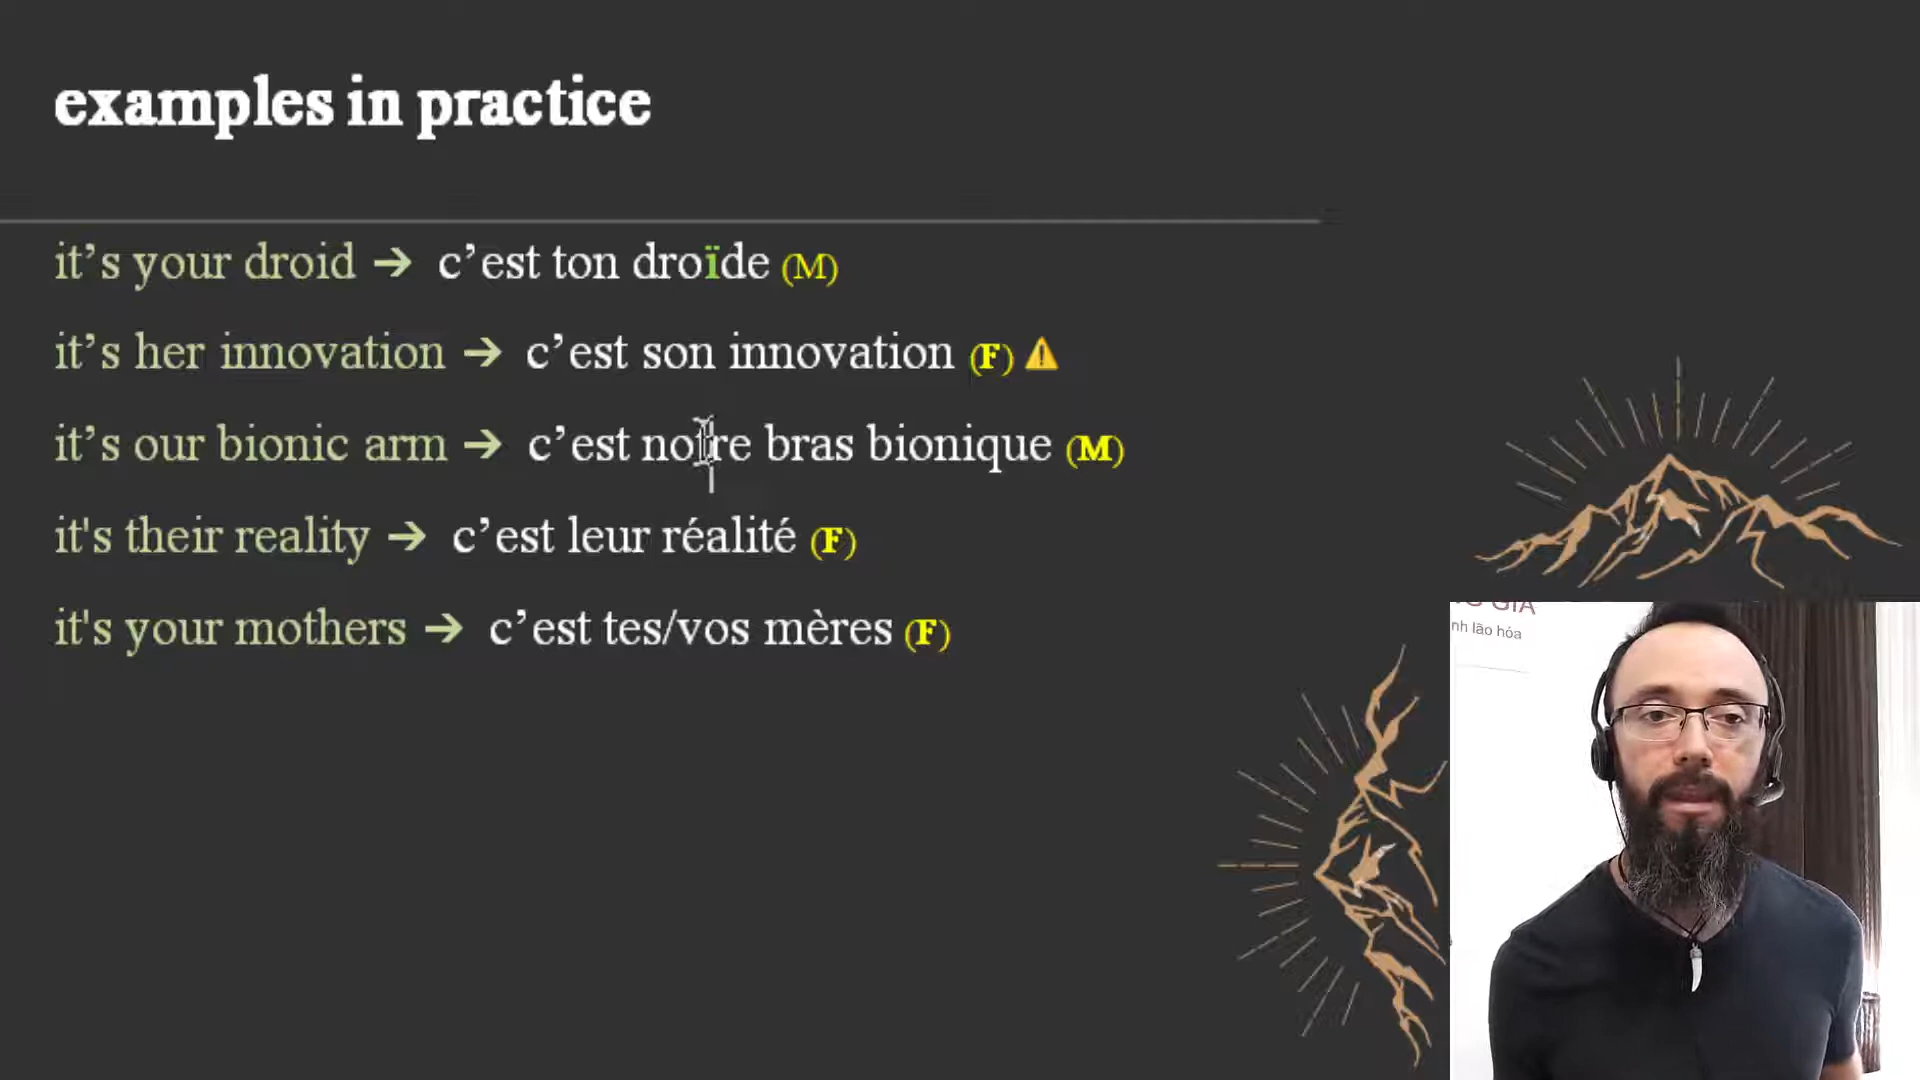 examples in practice
it’s your droid ➔ c’est ton droïde (M)
it’s her innovation ➔ c’est son innovation (F) ⚠
it’s our bionic arm ➔ c’est notre bras bionique (M)
it's their reality ➔ c’est leur réalité (F)
it's your mothers ➔ c’est tes/vos mères (F)
GIA
nh lão hóa